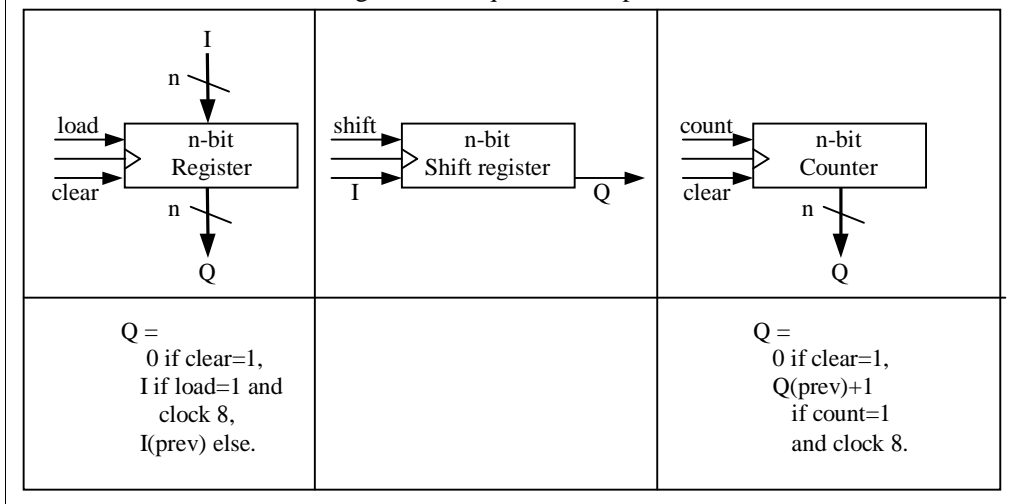 I
n
load
n-bit
Register
clear
n
Q
shift
n-bit
Shift register
I
Q
count
n-bit
Counter
clear
n
Q
Q =
0 if clear=1,
I if load=1 and
clock 8,
I(prev) else.
Q =
0 if clear=1,
Q(prev)+1
if count=1
and clock 8.